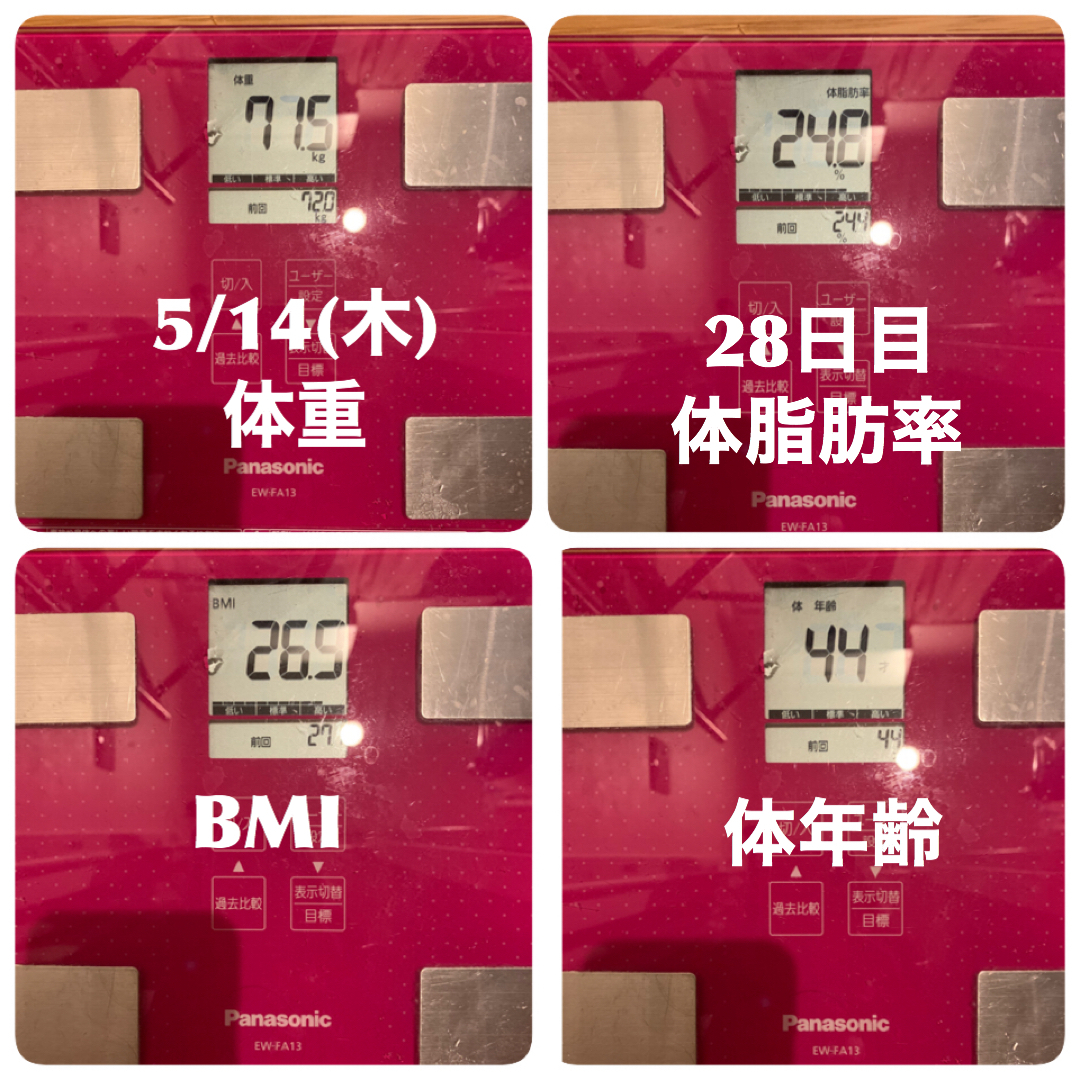 体重
77.5
kg
低い 標準 高い
前回
kg
切/入 ユーザー
設定
5/14(木)
過去比較
目標
体重
Panasonic
EW-FA13
体脂肪率
24.8
%
低い 標準 高い
前回 24.4
%
切/入 ユーザー
28日目
過去比較 表示切替
体脂肪率
Panasonic
EW-FA13
BMI
26.9
低い 標準 高い
前回 27.
BMI
▲ ▼
過去比較 表示切替
目標
Panasonic
EW-FA13
体 年齢
44
才
低い 標準 高い
前回 44
体年齢
▲ ▼
過去比較 表示切替
目標
Panasonic
EW-FA13